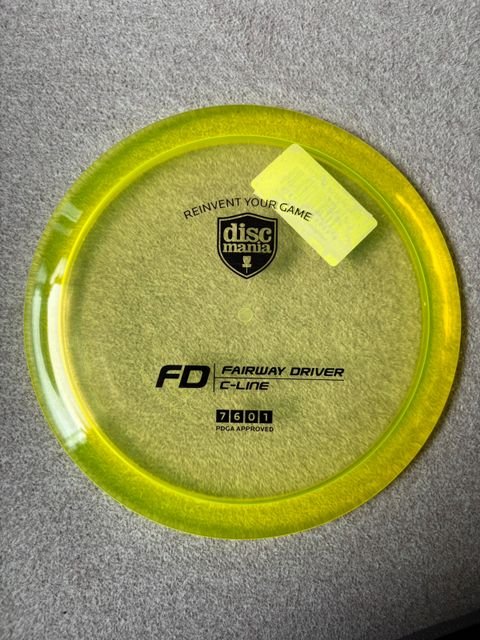 REINVENT YOUR GAME
disc
mania
FD
FAIRWAY DRIVER
C-LINE
7 6 0 1
PDGA APPROVED